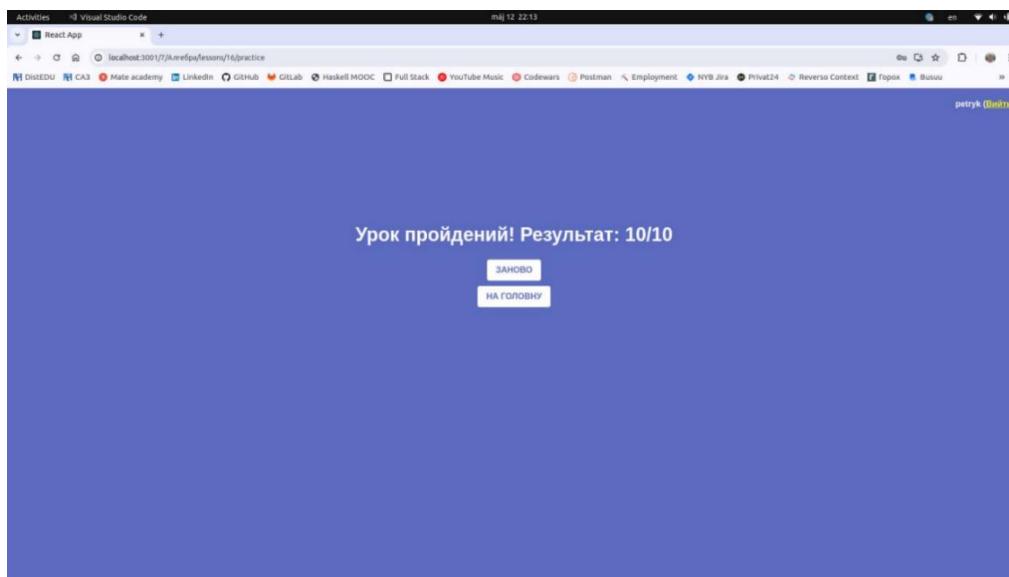 Activities Visual Studio Code máj 12 22:13 en
React App
localhost:3001/7/Алгебра/lessons/16/practice
DistEDU CA3 Mate academy LinkedIn GitHub GitLab Haskell MOOC Full Stack YouTube Music Codewars Postman Employment NYB Jira Privat24 Reverso Context Горох Busuu
petryk (Вийти
Урок пройдений! Результат: 10/10
ЗАНОВО
НА ГОЛОВНУ